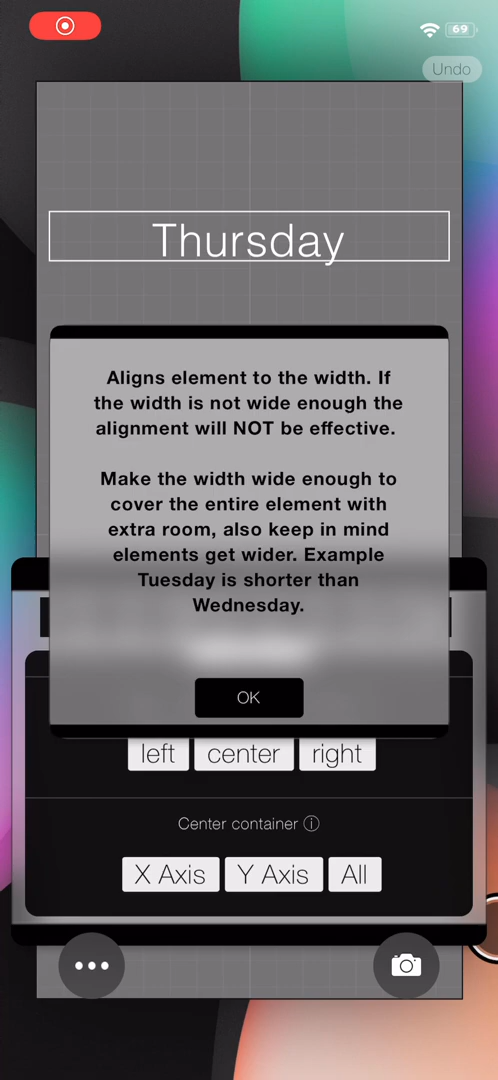 69
Undo
Thursday
Aligns element to the width. If
the width is not wide enough the
alignment will NOT be effective.
Make the width wide enough to
cover the entire element with
extra room, also keep in mind
elements get wider. Example
Tuesday is shorter than
Wednesday.
OK
left center right
Center container ⓘ
X Axis Y Axis All